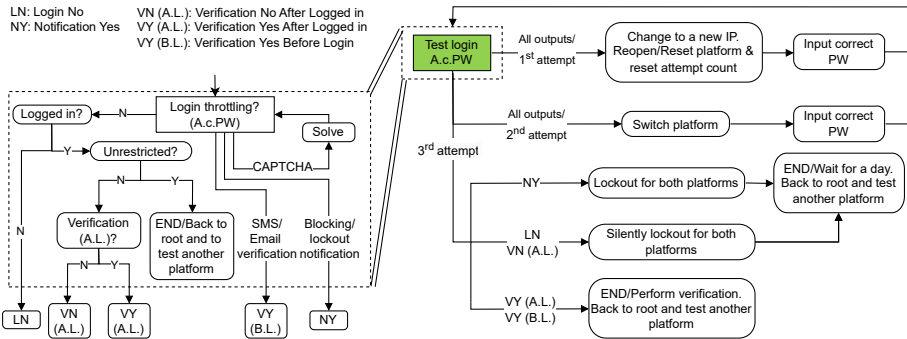 LN: Login No
NY: Notification Yes
VN (A.L.): Verification No After Logged in
VY (A.L.): Verification Yes After Logged in
VY (B.L.): Verification Yes Before Login
Login throttling?
(A.c.PW)
Logged in?
N
Solve
CAPTCHA
Y
Unrestricted?
N
N
Y
Verification
(A.L.)?
END/Back to
root and to
test another
platform
SMS/
Email
verification
Blocking/
lockout
notification
N
Y
LN
VN
(A.L.)
VY
(A.L.)
VY
(B.L.)
NY
Test login
A.c.PW
All outputs/
1st attempt
Change to a new IP.
Reopen/Reset platform &
reset attempt count
Input correct
PW
All outputs/
2nd attempt
Switch platform
Input correct
PW
3rd attempt
NY
Lockout for both platforms
END/Wait for a day.
Back to root and test
another platform
LN
VN (A.L.)
Silently lockout for both
platforms
VY (A.L.)
VY (B.L.)
END/Perform verification.
Back to root and test another
platform